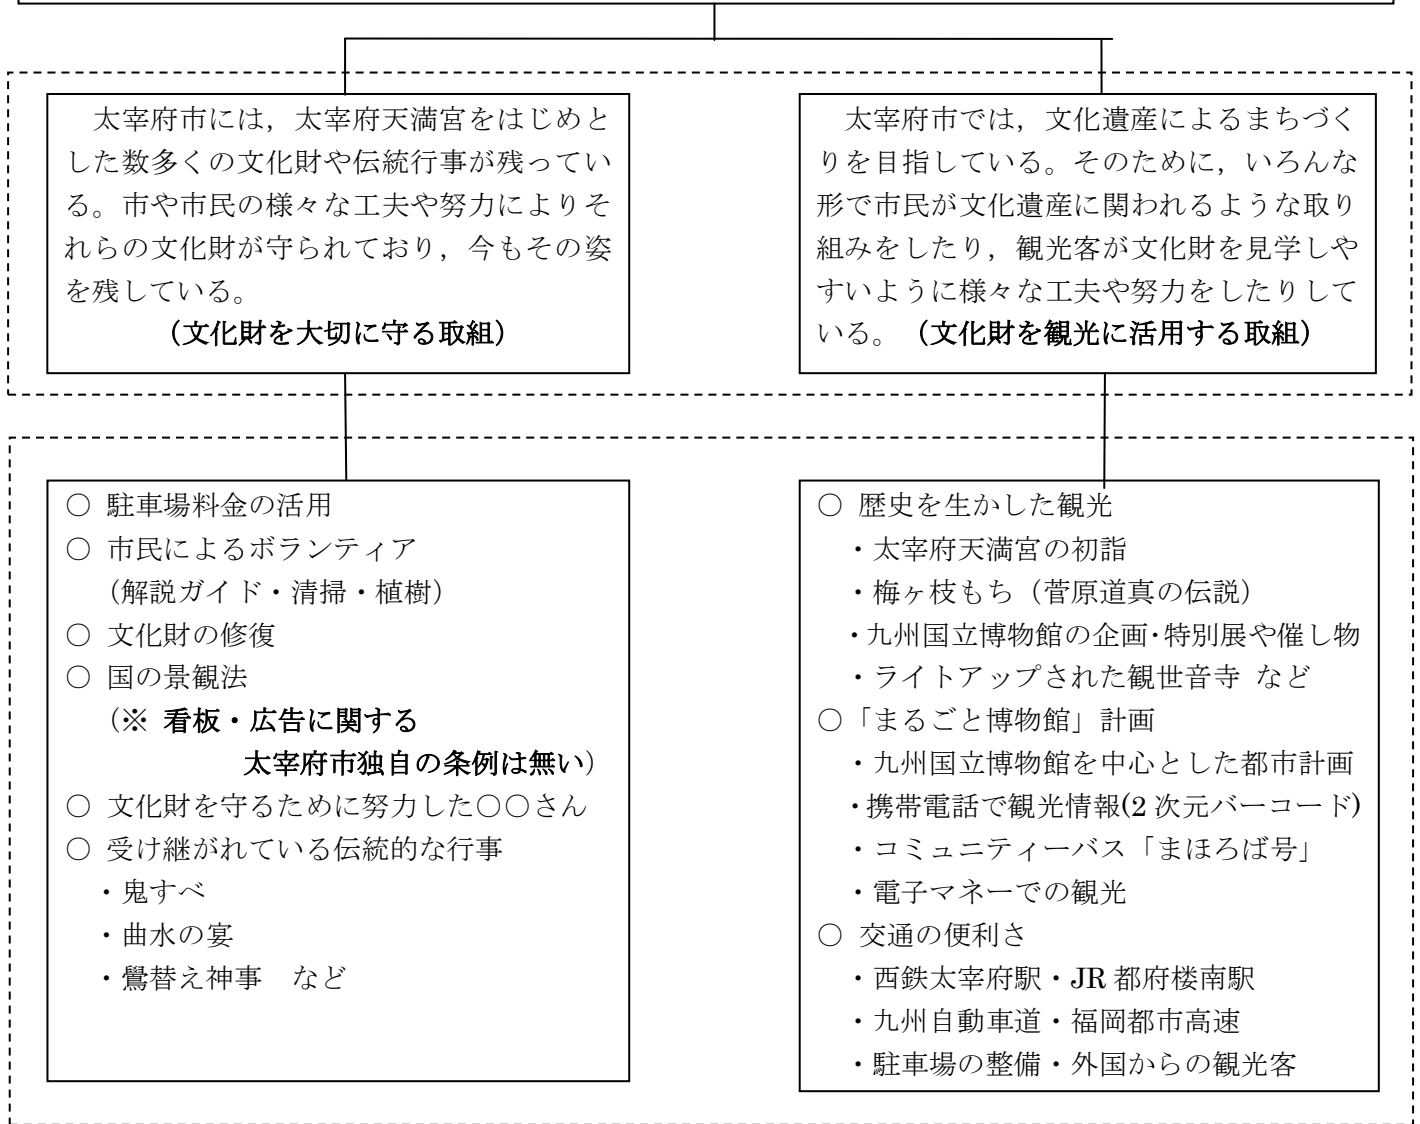 太宰府市には，太宰府天満宮をはじめと
した数多くの文化財や伝統行事が残ってい
る。市や市民の様々な工夫や努力によりそ
れらの文化財が守られており，今もその姿
を残している。
（文化財を大切に守る取組）
太宰府市では，文化遺産によるまちづく
りを目指している。そのために，いろんな
形で市民が文化遺産に関われるような取り
組みをしたり，観光客が文化財を見学しや
すいように様々な工夫や努力をしたりして
いる。（文化財を観光に活用する取組）
○ 駐車場料金の活用
○ 市民によるボランティア
（解説ガイド・清掃・植樹）
○ 文化財の修復
○ 国の景観法
（※ 看板・広告に関する
太宰府市独自の条例は無い）
○ 文化財を守るために努力した○○さん
○ 受け継がれている伝統的な行事
・鬼すべ
・曲水の宴
・鷽替え神事　など
○ 歴史を生かした観光
・太宰府天満宮の初詣
・梅ヶ枝もち（菅原道真の伝説）
・九州国立博物館の企画・特別展や催し物
・ライトアップされた観世音寺 など
○「まるごと博物館」計画
・九州国立博物館を中心とした都市計画
・携帯電話で観光情報(2 次元バーコード)
・コミュニティーバス「まほろば号」
・電子マネーでの観光
○ 交通の便利さ
・西鉄太宰府駅・JR 都府楼南駅
・九州自動車道・福岡都市高速
・駐車場の整備・外国からの観光客